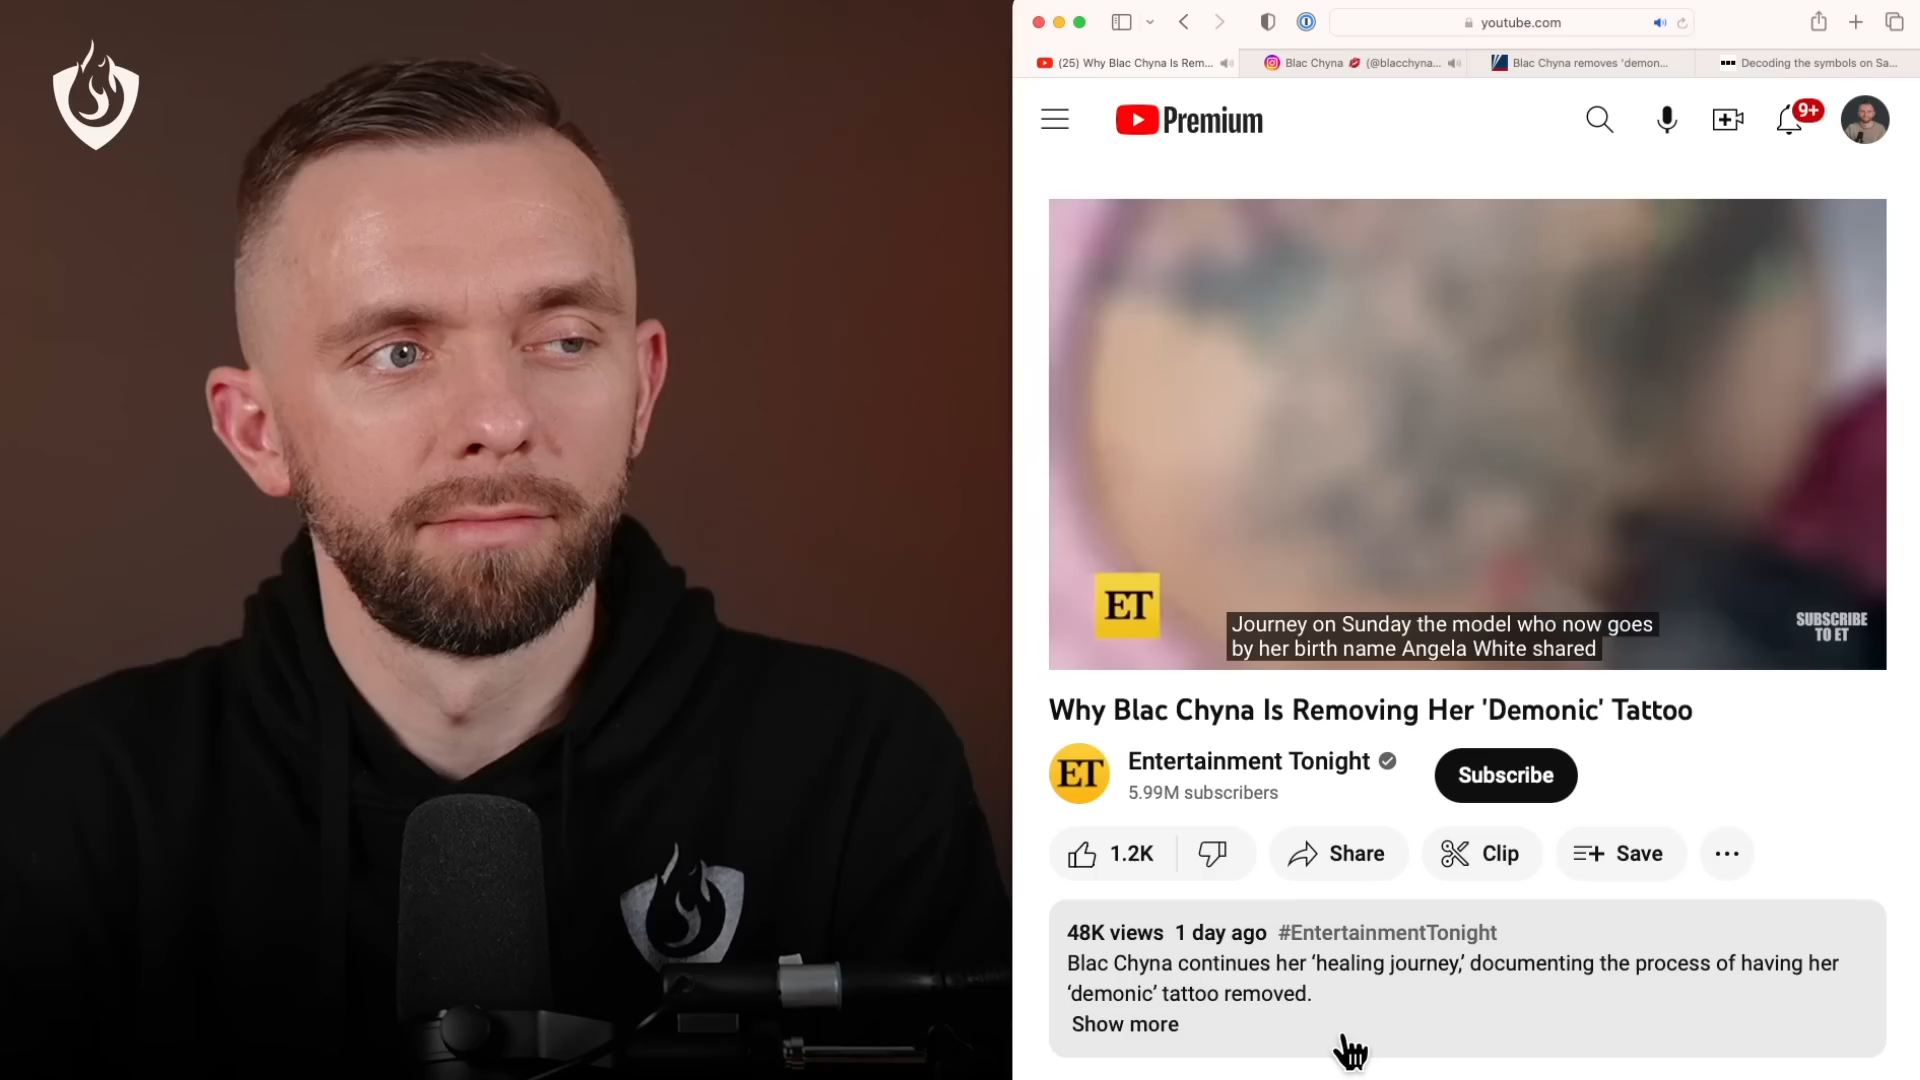 youtube.com
(25) Why Blac Chyna Is Rem...
Blac Chyna 💋 (@blacchyna...
Blac Chyna removes 'demon...
Decoding the symbols on Sa...
Premium
9+
ET
SUBSCRIBE
TO ET
Journey on Sunday the model who now goes
by her birth name Angela White shared
Why Blac Chyna Is Removing Her 'Demonic' Tattoo
ET
Entertainment Tonight
5.99M subscribers
Subscribe
1.2K
Share
Clip
Save
48K views 1 day ago #EntertainmentTonight
Blac Chyna continues her ‘healing journey,’ documenting the process of having her
‘demonic’ tattoo removed.
Show more